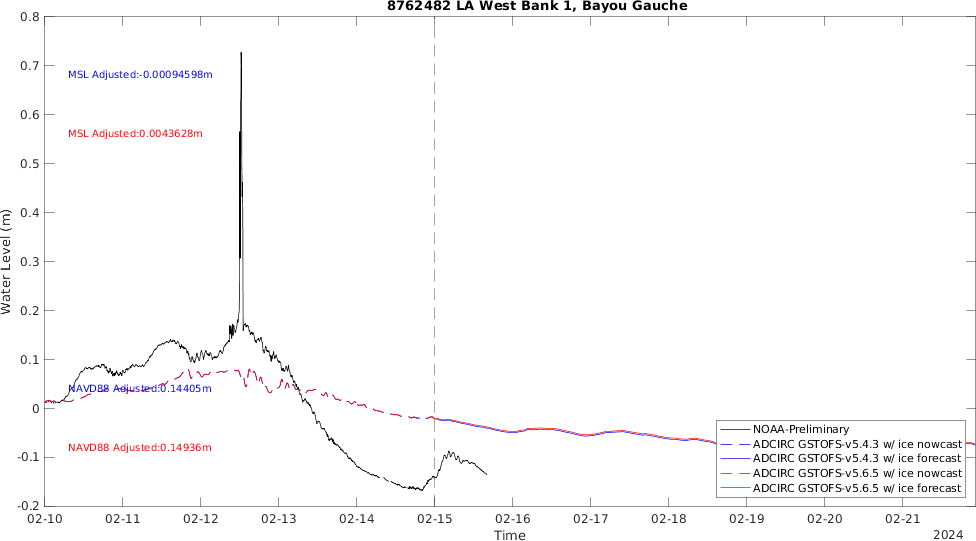 8762482 LA West Bank 1, Bayou Gauche
0.8
0.7
0.6
0.5
0.4
0.3
0.2
0.1
0
-0.1
-0.2
Water Level (m)
MSL Adjusted:-0.00094598m
MSL Adjusted:0.0043628m
NAVD88 Adjusted:0.14405m
NAVD88 Adjusted:0.14936m
NOAA-Preliminary
ADCIRC GSTOFS-v5.4.3 w/ ice nowcast
ADCIRC GSTOFS-v5.4.3 w/ ice forecast
ADCIRC GSTOFS-v5.6.5 w/ ice nowcast
ADCIRC GSTOFS-v5.6.5 w/ ice forecast
02-10 02-11 02-12 02-13 02-14 02-15 02-16 02-17 02-18 02-19 02-20 02-21
Time
2024